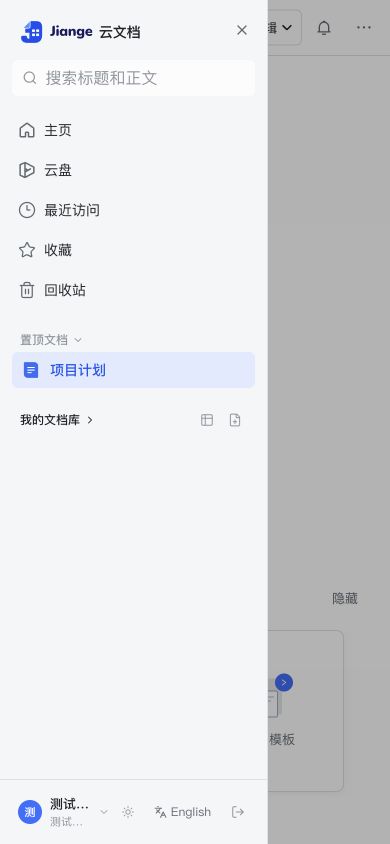 Jiange 云文档
辑
搜索标题和正文
主页
云盘
最近访问
收藏
回收站
置顶文档
项目计划
我的文档库
隐藏
模板
测
测试...
测试...
English